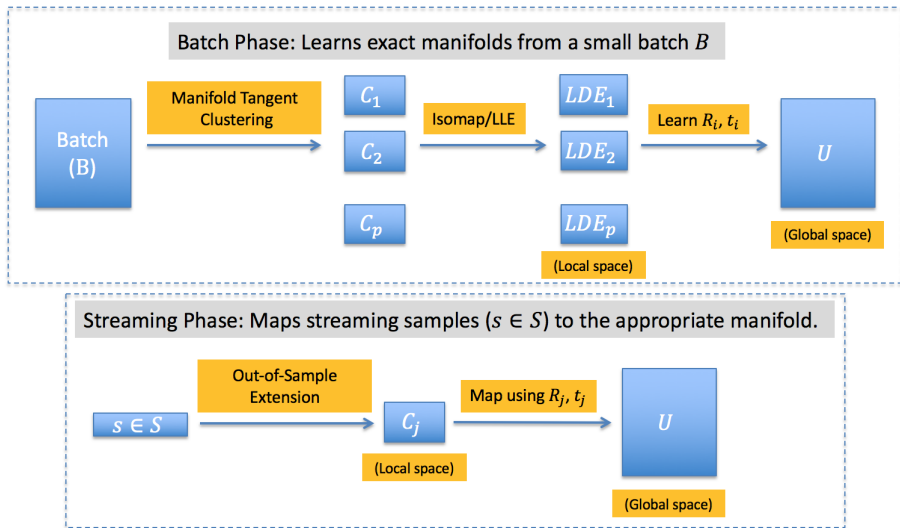 Batch Phase: Learns exact manifolds from a small batch B
Batch
(B)
Manifold Tangent
Clustering
C₁
C₂
Cₚ
Isomap/LLE
LDE₁
LDE₂
LDEₚ
(Local space)
Learn Rᵢ, tᵢ
U
(Global space)
Streaming Phase: Maps streaming samples (s ∈ S) to the appropriate manifold.
s ∈ S
Out-of-Sample
Extension
Cⱼ
(Local space)
Map using Rⱼ, tⱼ
U
(Global space)